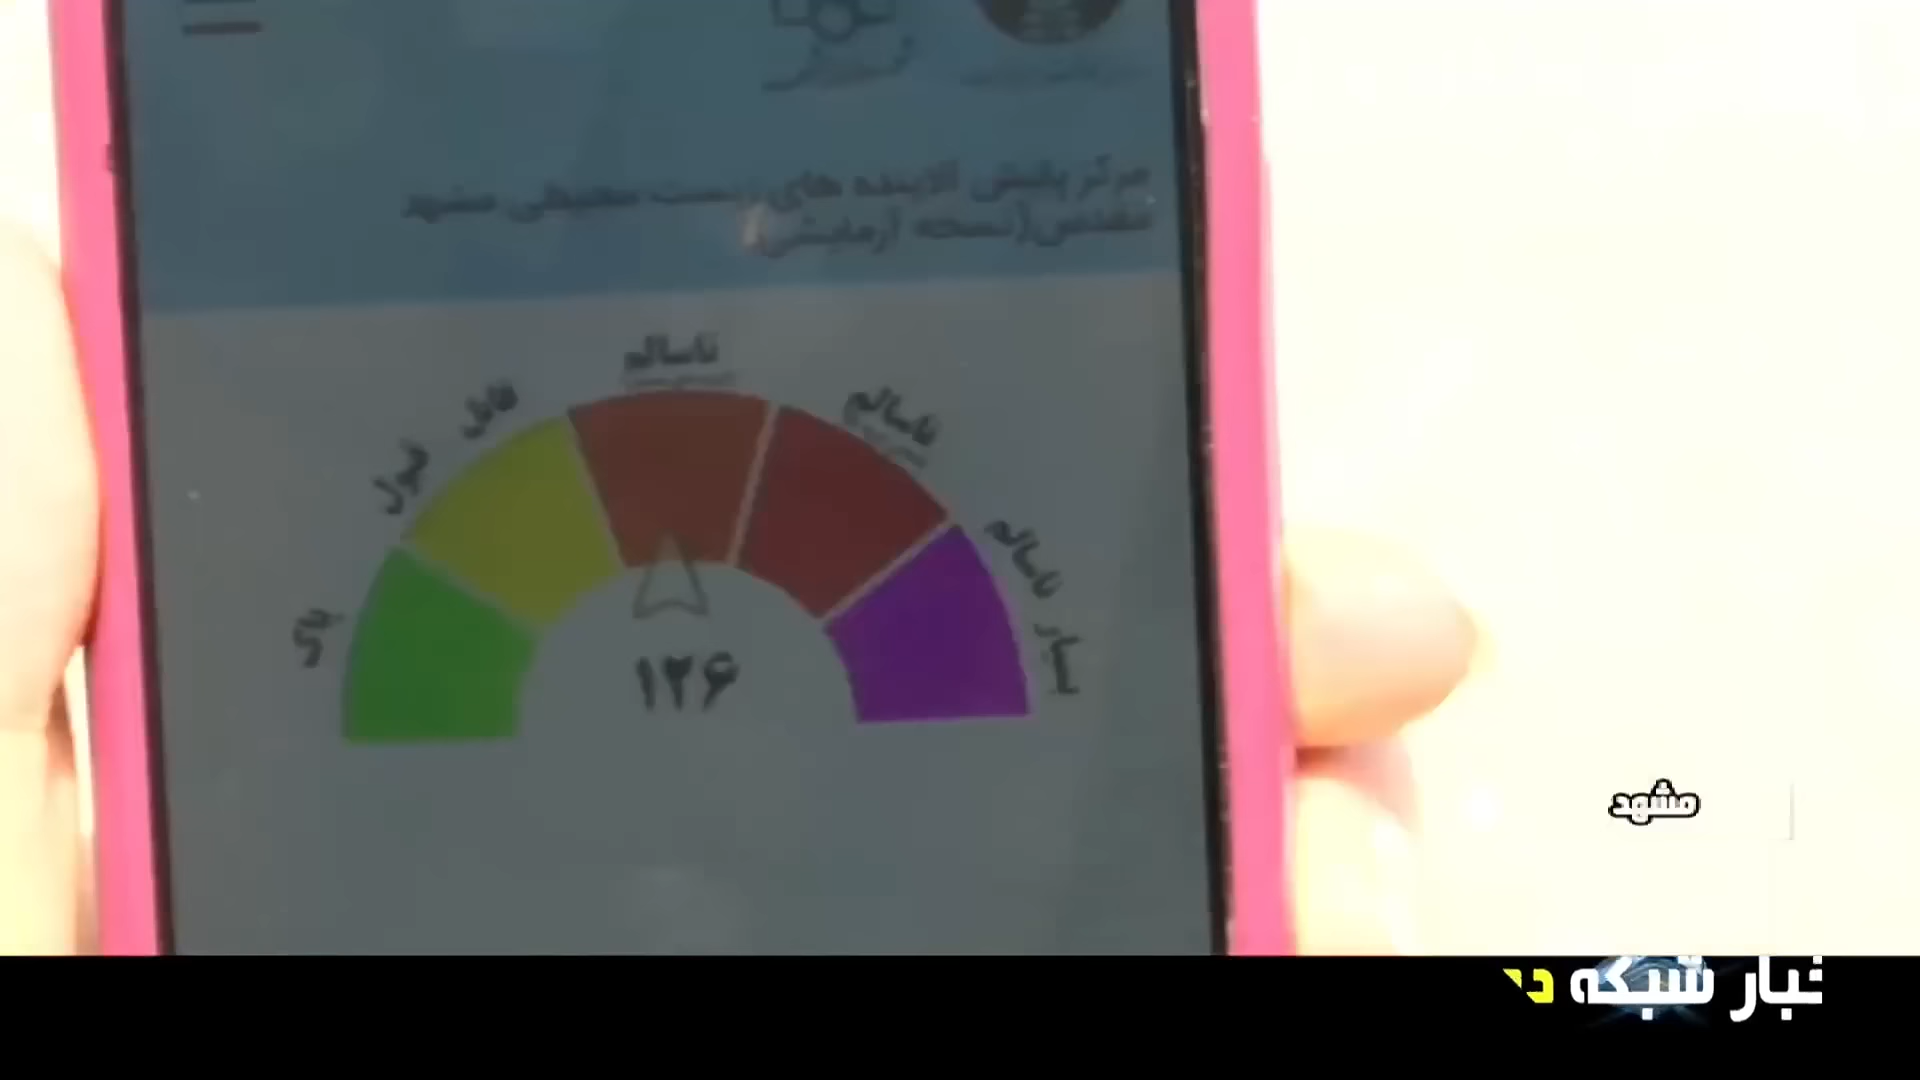 مرکز پایش آلاینده های زیست محیطی مشهد
مقدس(نسخه آزمایشی)
ناسالم
قابل قبول
ناسالم
پاک
بسیار ناسالم
۱۲۶
مشهد
خبار شبکه د